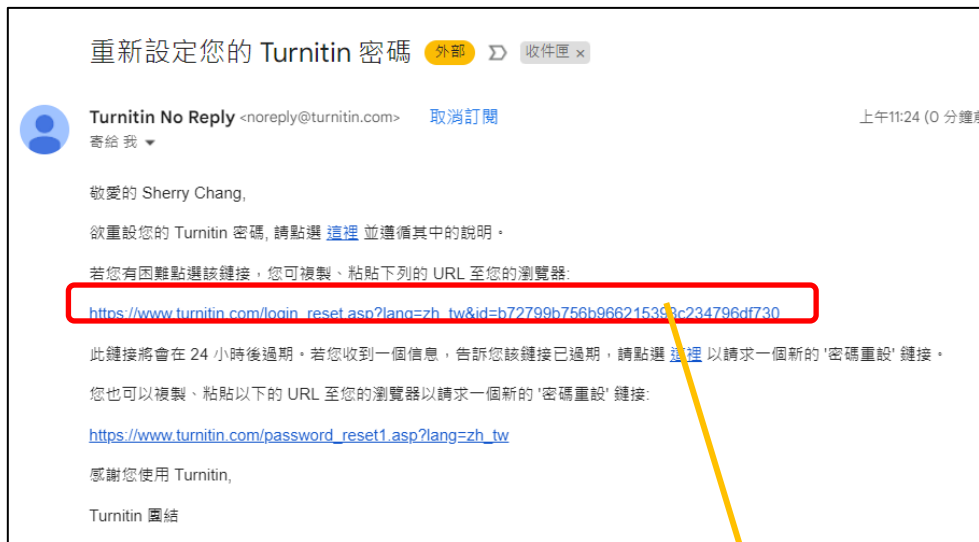 重新設定您的 Turnitin 密碼 外部 收件匣 ×
Turnitin No Reply <noreply@turnitin.com> 取消訂閱 上午11:24 (0 分鐘前
寄給 我
敬愛的 Sherry Chang,
欲重設您的 Turnitin 密碼, 請點選 這裡 並遵循其中的說明。
若您有困難點選該鏈接，您可複製、粘貼下列的 URL 至您的瀏覽器:
https://www.turnitin.com/login_reset.asp?lang=zh_tw&id=b72799b756b966215393c234796df730
此鏈接將會在 24 小時後過期。若您收到一個信息，告訴您該鏈接已過期，請點選 這裡 以請求一個新的 '密碼重設' 鏈接。
您也可以複製、粘貼以下的 URL 至您的瀏覽器以請求一個新的 '密碼重設' 鏈接:
https://www.turnitin.com/password_reset1.asp?lang=zh_tw
感謝您使用 Turnitin,
Turnitin 團結